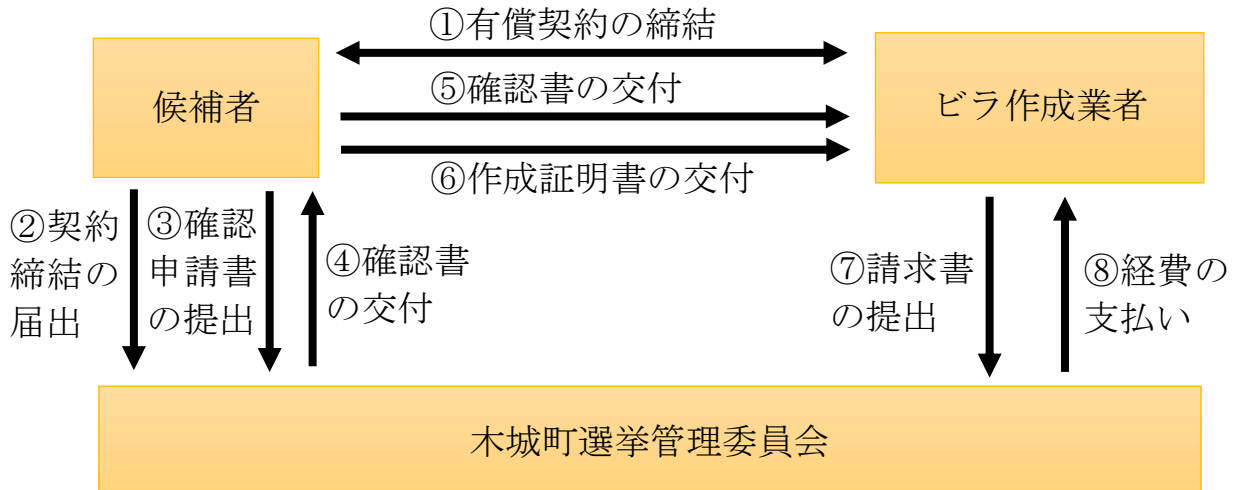 ①有償契約の締結
候補者
⑤確認書の交付
ビラ作成業者
⑥作成証明書の交付
②契約
締結の
届出
③確認
申請書
の提出
④確認書
の交付
⑦請求書
の提出
⑧経費の
支払い
木城町選挙管理委員会